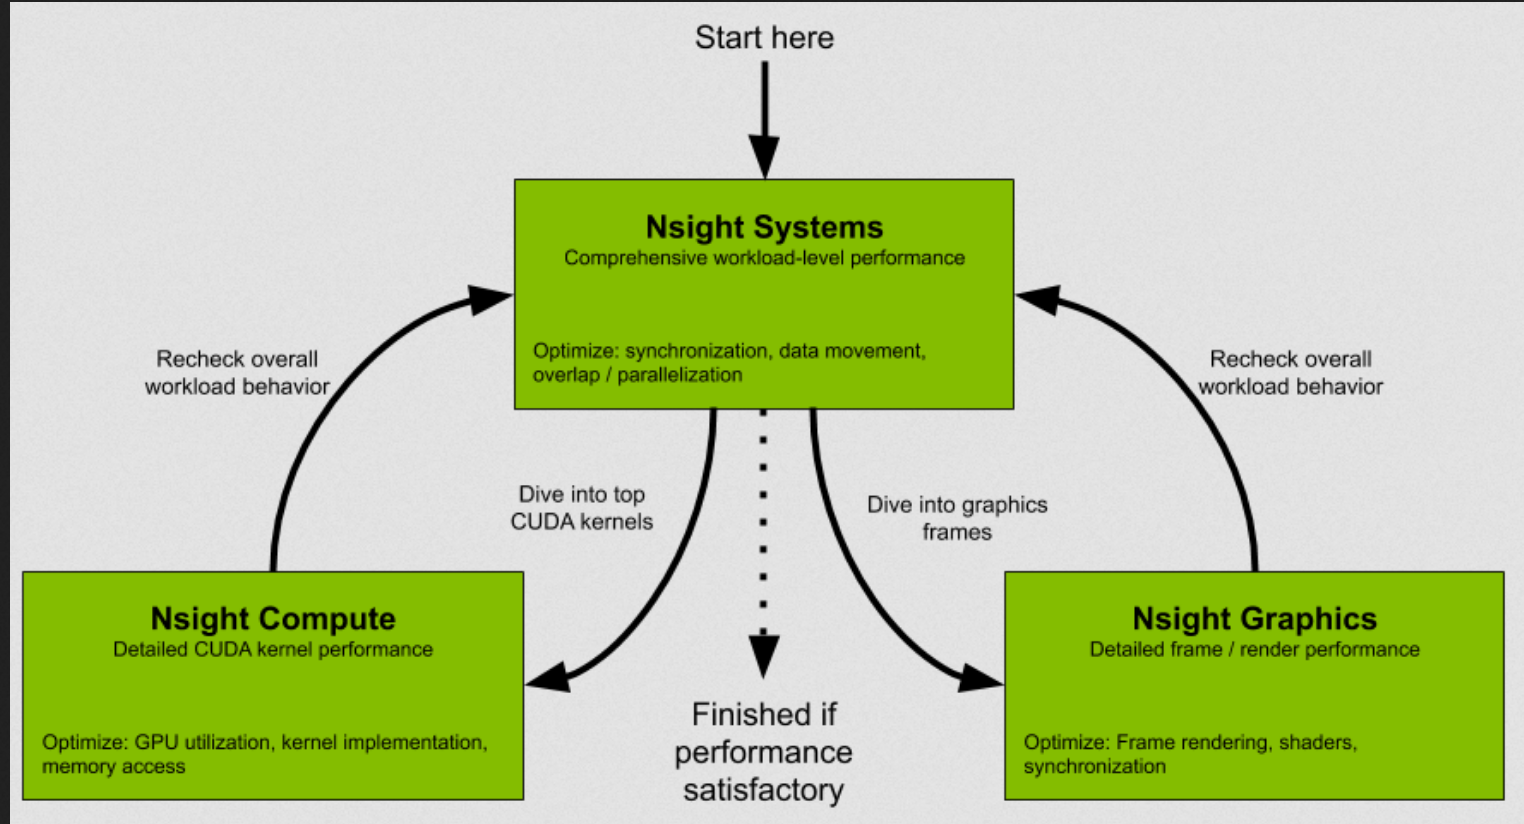 Start here
Nsight Systems
Comprehensive workload-level performance
Optimize: synchronization, data movement,
overlap / parallelization
Recheck overall
workload behavior
Recheck overall
workload behavior
Dive into top
CUDA kernels
Dive into graphics
frames
Nsight Compute
Detailed CUDA kernel performance
Optimize: GPU utilization, kernel implementation,
memory access
Finished if
performance
satisfactory
Nsight Graphics
Detailed frame / render performance
Optimize: Frame rendering, shaders,
synchronization